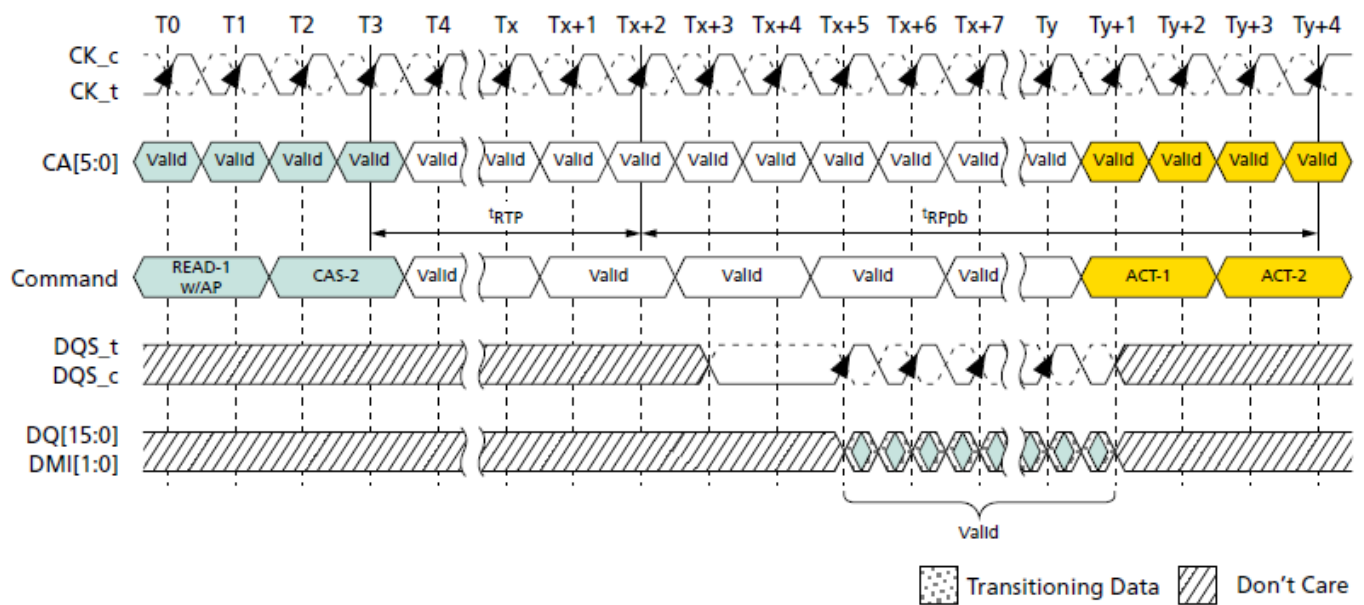 T0 T1 T2 T3 T4 Tx Tx+1 Tx+2 Tx+3 Tx+4 Tx+5 Tx+6 Tx+7 Ty Ty+1 Ty+2 Ty+3 Ty+4
CK_c
CK_t
CA[5:0] Valid Valid Valid Valid Valid Valid Valid Valid Valid Valid Valid Valid Valid Valid Valid Valid Valid Valid
tRTP tRPpb
Command READ-1 w/AP CAS-2 Valid Valid Valid Valid Valid ACT-1 ACT-2
DQS_t
DQS_c
DQ[15:0]
DMI[1:0]
Valid
Transitioning Data Don't Care